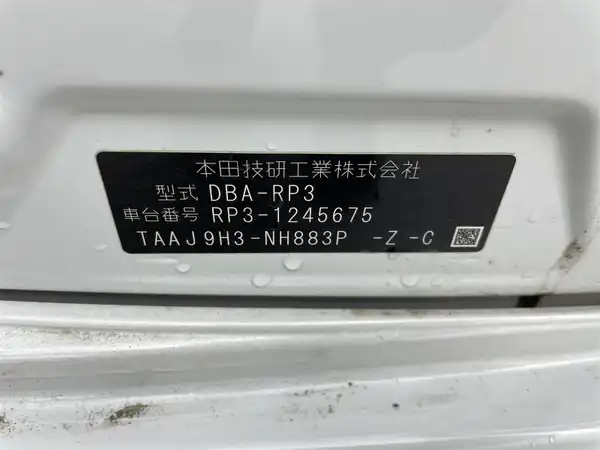 本田技研工業株式会社
型式 DBA-RP3
車台番号 RP3-1245675
TAAJ9H3-NH883P -Z -C